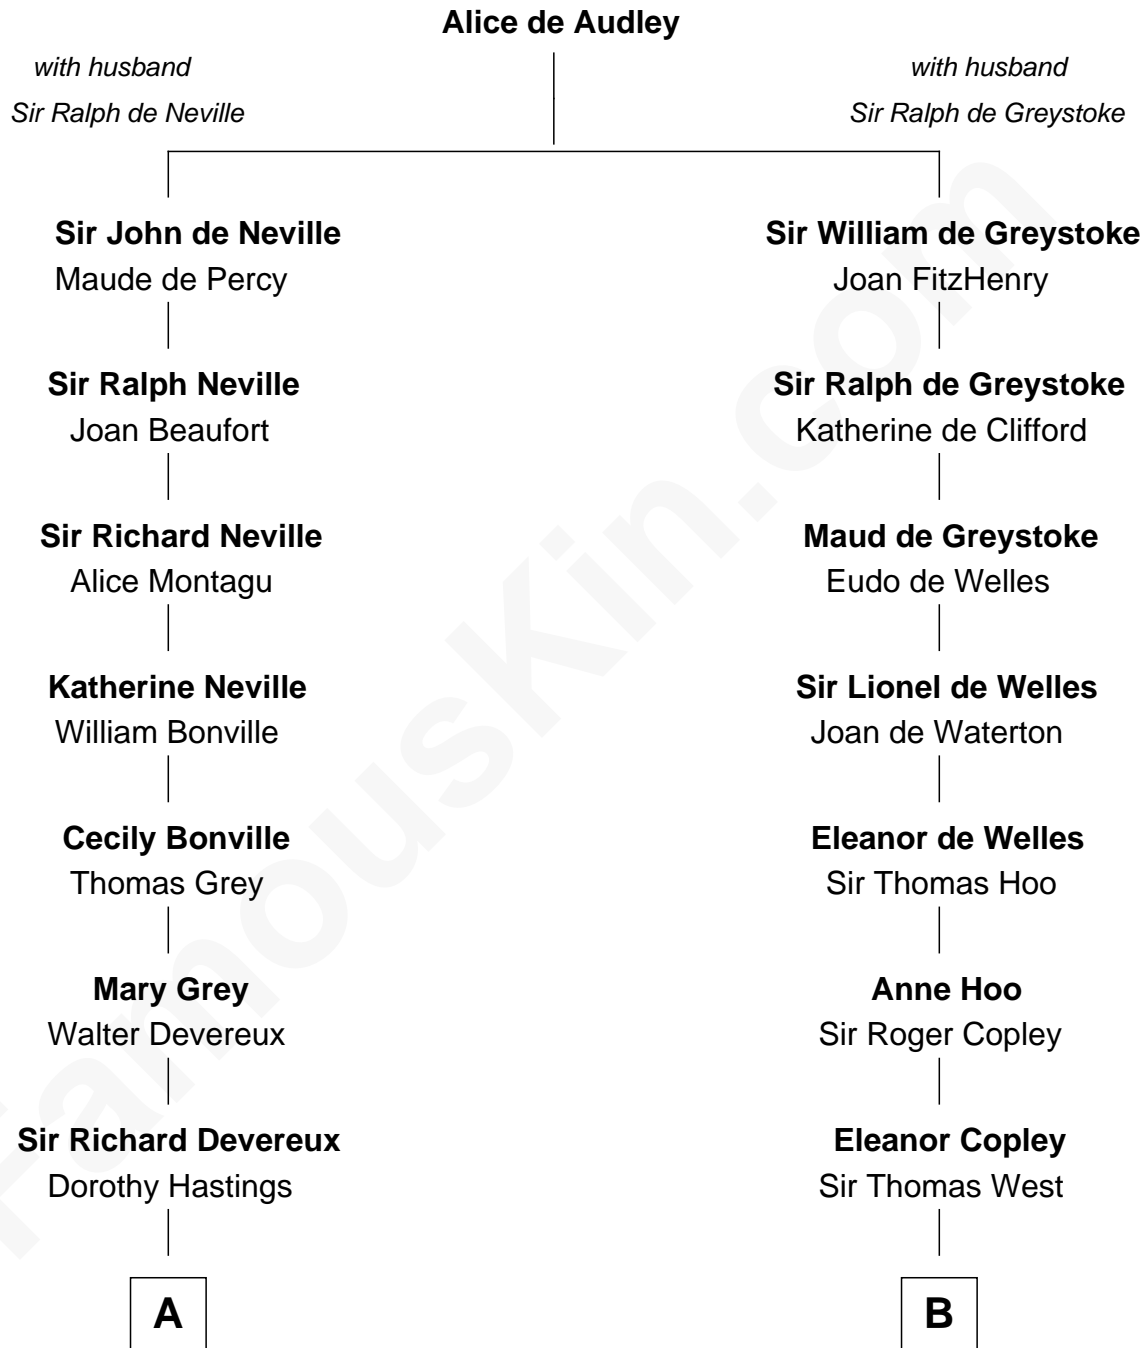 Alice de Audley
with husband
Sir Ralph de Neville
with husband
Sir Ralph de Greystoke
Sir John de Neville
Maude de Percy
Sir William de Greystoke
Joan FitzHenry
Sir Ralph Neville
Joan Beaufort
Sir Ralph de Greystoke
Katherine de Clifford
Sir Richard Neville
Alice Montagu
Maud de Greystoke
Eudo de Welles
Katherine Neville
William Bonville
Sir Lionel de Welles
Joan de Waterton
Cecily Bonville
Thomas Grey
Eleanor de Welles
Sir Thomas Hoo
Mary Grey
Walter Devereux
Anne Hoo
Sir Roger Copley
Sir Richard Devereux
Dorothy Hastings
Eleanor Copley
Sir Thomas West
A
B
FamousKin.com